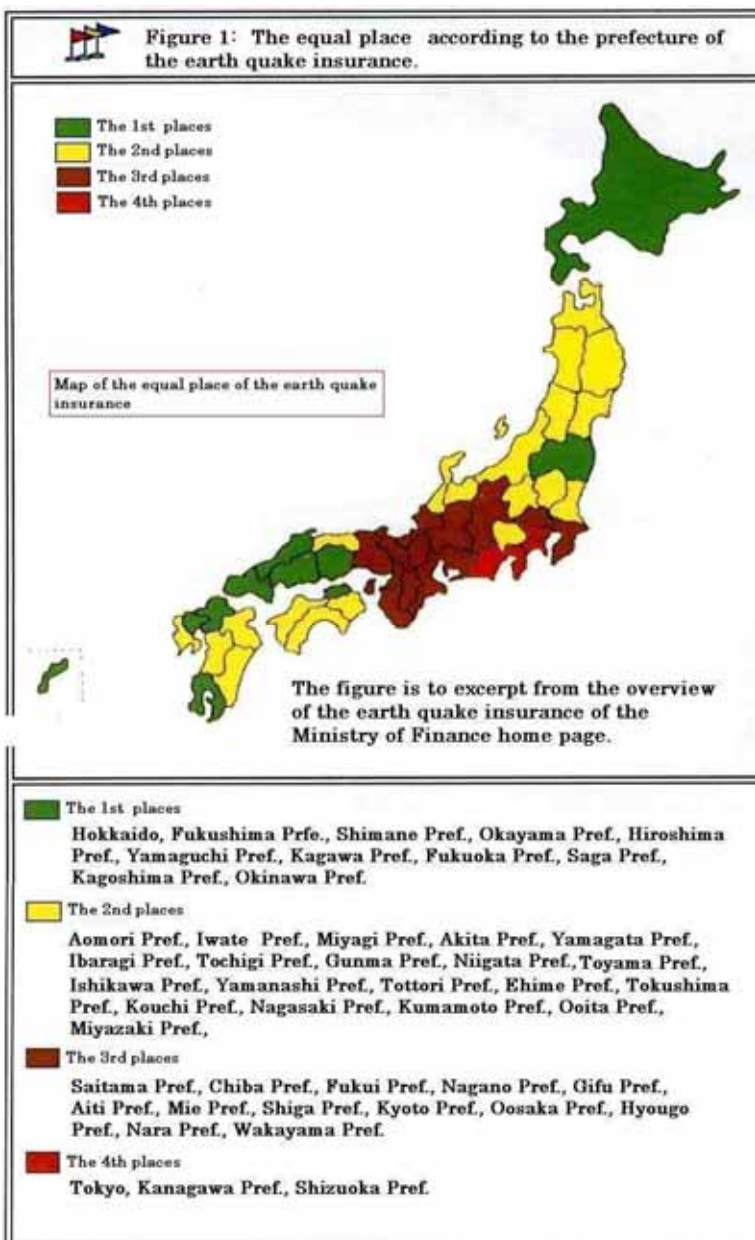 Figure 1: The equal place according to the prefecture of
the earth quake insurance.
The 1st places
The 2nd places
The 3rd places
The 4th places
Map of the equal place of the earth quake
insurance
The figure is to excerpt from the overview
of the earth quake insurance of the
Ministry of Finance home page.
The 1st places
Hokkaido, Fukushima Prfe., Shimane Pref., Okayama Pref., Hiroshima
Pref., Yamaguchi Pref., Kagawa Pref., Fukuoka Pref., Saga Pref.,
Kagoshima Pref., Okinawa Pref.
The 2nd places
Aomori Pref., Iwate Pref., Miyagi Pref., Akita Pref., Yamagata Pref.,
Ibaragi Pref., Tochigi Pref., Gunma Pref., Niigata Pref., Toyama Pref.,
Ishikawa Pref., Yamanashi Pref., Tottori Pref., Ehime Pref., Tokushima
Pref., Kouchi Pref., Nagasaki Pref., Kumamoto Pref., Ooita Pref.,
Miyazaki Pref.,
The 3rd places
Saitama Pref., Chiba Pref., Fukui Pref., Nagano Pref., Gifu Pref.,
Aiti Pref., Mie Pref., Shiga Pref., Kyoto Pref., Oosaka Pref., Hyougo
Pref., Nara Pref., Wakayama Pref.
The 4th places
Tokyo, Kanagawa Pref., Shizuoka Pref.